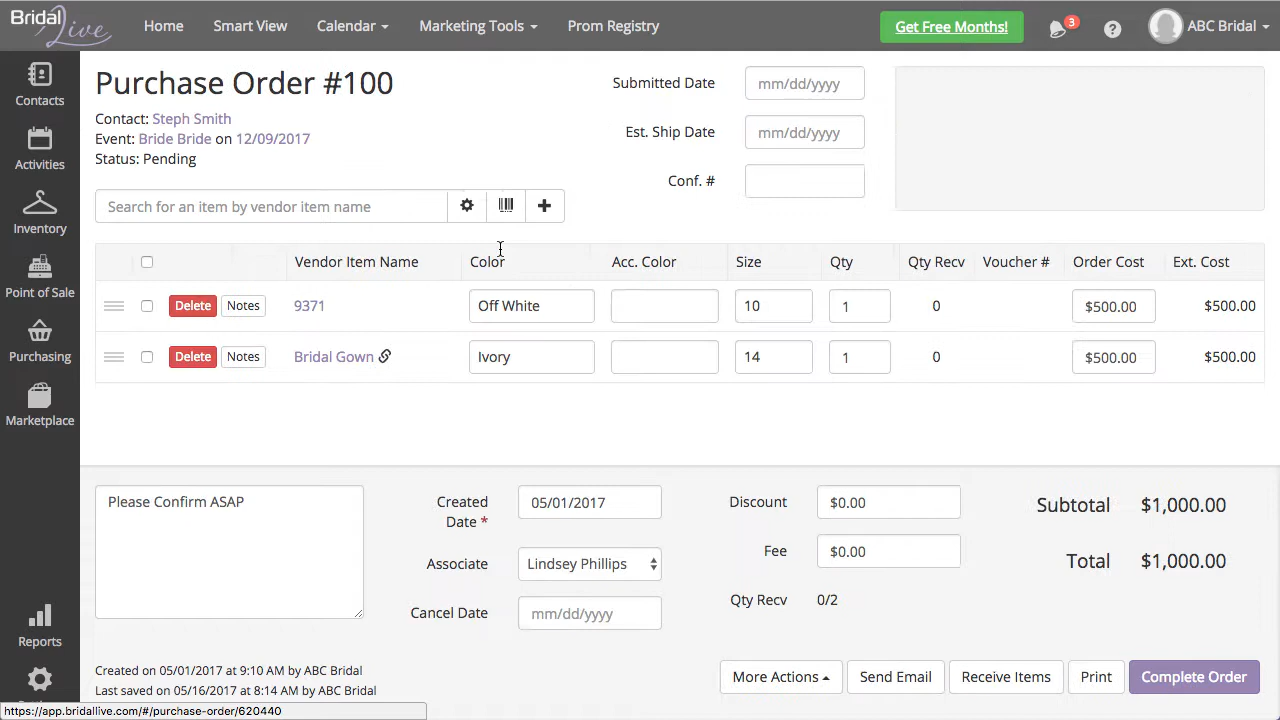 Bridal Live
Home
Smart View
Calendar
Marketing Tools
Prom Registry
Get Free Months!
3
?
ABC Bridal
Contacts
Activities
Inventory
Point of Sale
Purchasing
Marketplace
Reports
Purchase Order #100
Contact: Steph Smith
Event: Bride Bride on 12/09/2017
Status: Pending
Submitted Date
mm/dd/yyyy
Est. Ship Date
mm/dd/yyyy
Conf. #
Search for an item by vendor item name
Vendor Item Name Color Acc. Color Size Qty Qty Recv Voucher # Order Cost Ext. Cost
Delete Notes 9371 Off White 10 1 0 $500.00 $500.00
Delete Notes Bridal Gown Ivory 14 1 0 $500.00 $500.00
Please Confirm ASAP
Created
Date *
05/01/2017
Associate
Lindsey Phillips
Cancel Date
mm/dd/yyyy
Discount
$0.00
Fee
$0.00
Qty Recv 0/2
Subtotal $1,000.00
Total $1,000.00
Created on 05/01/2017 at 9:10 AM by ABC Bridal
Last saved on 05/16/2017 at 8:14 AM by ABC Bridal
More Actions
Send Email
Receive Items
Print
Complete Order
https://app.bridallive.com/#/purchase-order/620440